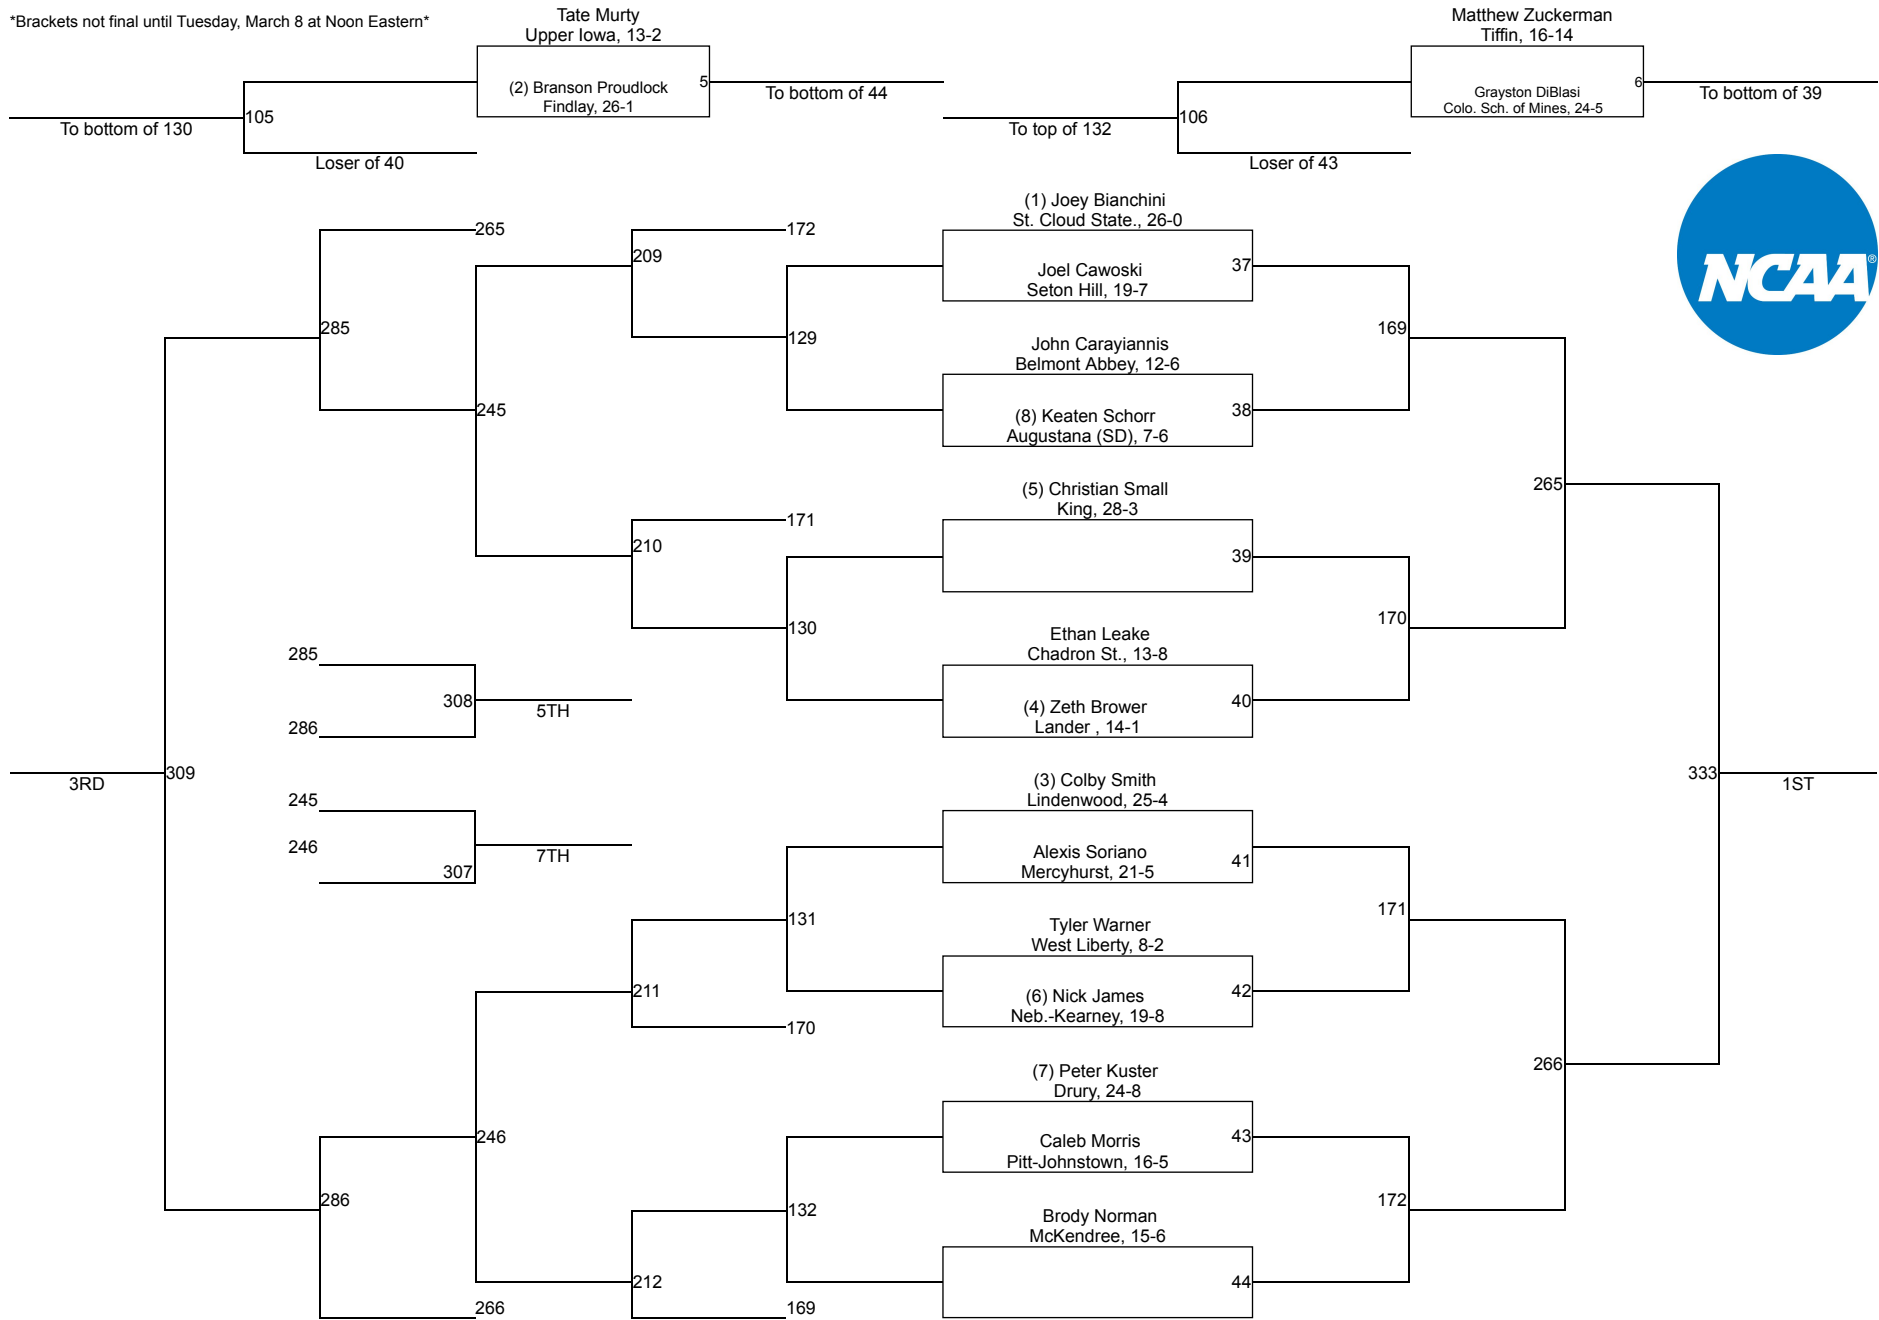 *Brackets not final until Tuesday, March 8 at Noon Eastern*
Tate Murty
Upper Iowa, 13-2
(2) Branson Proudlock
Findlay, 26-1
5
To bottom of 44
105
To bottom of 130
Loser of 40
Matthew Zuckerman
Tiffin, 16-14
Grayston DiBlasi
Colo. Sch. of Mines, 24-5
6
To bottom of 39
106
To top of 132
Loser of 43
NCAA®
(1) Joey Bianchini
St. Cloud State., 26-0
265
172
209
Joel Cawoski
Seton Hill, 19-7
37
285
129
169
John Carayiannis
Belmont Abbey, 12-6
245
(8) Keaten Schorr
Augustana (SD), 7-6
38
265
(5) Christian Small
King, 28-3
171
210
39
130
170
Ethan Leake
Chadron St., 13-8
285
308
5TH
286
(4) Zeth Brower
Lander , 14-1
40
309
3RD
333
1ST
(3) Colby Smith
Lindenwood, 25-4
245
246
7TH
307
Alexis Soriano
Mercyhurst, 21-5
41
131
171
Tyler Warner
West Liberty, 8-2
211
(6) Nick James
Neb.-Kearney, 19-8
42
170
266
(7) Peter Kuster
Drury, 24-8
246
Caleb Morris
Pitt-Johnstown, 16-5
43
286
132
172
Brody Norman
McKendree, 15-6
212
44
266
169